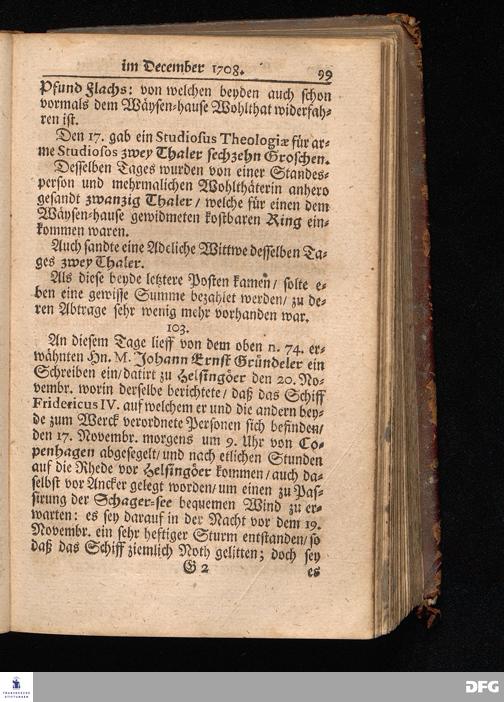 im December 1708. 99
Pfund Flachs: von welchen beyden auch schon
vormals dem Wäysen-hause Wohlthat widerfah-
ren ist.
Den 17. gab ein Studiosus Theologiæ für ar-
me Studiosos zwey Thaler sechzehn Groschen.
Desselben Tages wurden von einer Standes-
person und mehrmalichen Wohlthäterin anhero
gesandt zwanzig Thaler / welche für einen dem
Wäysen-hause gewidmeten kostbaren Ring ein-
kommen waren.
Auch sandte eine Adeliche Wittwe desselben Ta-
ges zwey Thaler.
Als diese beyde letztere Posten kamen / solte e-
ben eine gewisse Summe bezahlet werden / zu de-
ren Abtrage sehr wenig mehr vorhanden war.
103.
An diesem Tage lieff von dem oben n. 74. er-
wähnten Hn. M. Johann Ernst Gründeler ein
Schreiben ein / datirt zu Helsingöer den 20. No-
vembr. worin derselbe berichtete / daß das Schiff
Fridericus IV. auf welchem er und die andern bey-
de zum Werck verordnete Personen sich befinden /
den 17. Novembr. morgens um 9. Uhr von Co-
penhagen abgesegelt / und nach etlichen Stunden
auf die Rhede vor Helsingöer kommen / auch da-
selbst vor Ancker gelegt worden / um einen zu Pas-
sirung der Schager-see bequemen Wind zu er-
warten: es sey darauf in der Nacht vor dem 19.
Novembr. ein sehr heftiger Sturm entstanden / so
daß das Schiff ziemlich Noth gelitten; doch sey
G 2 es
FRANCKESCHE
STIFTUNGEN
DFG